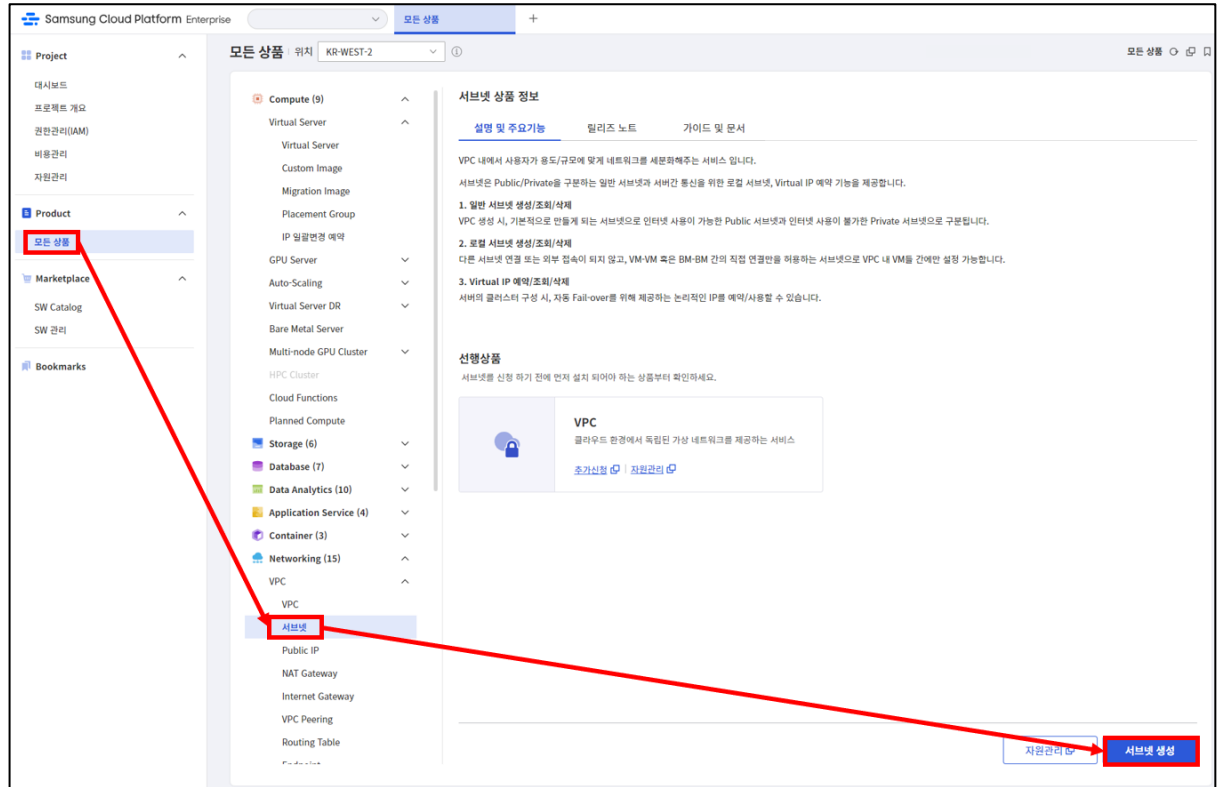 Samsung Cloud Platform Enterprise
모든 상품
+
Project
대시보드
프로젝트 개요
권한관리(IAM)
비용관리
자원관리
Product
모든 상품
Marketplace
SW Catalog
SW 관리
Bookmarks
모든 상품 위치 KR-WEST-2
모든 상품
Compute (9)
Virtual Server
Virtual Server
Custom Image
Migration Image
Placement Group
IP 일괄변경 예약
GPU Server
Auto-Scaling
Virtual Server DR
Bare Metal Server
Multi-node GPU Cluster
HPC Cluster
Cloud Functions
Planned Compute
Storage (6)
Database (7)
Data Analytics (10)
Application Service (4)
Container (3)
Networking (15)
VPC
VPC
서브넷
Public IP
NAT Gateway
Internet Gateway
VPC Peering
Routing Table
Endpoint
서브넷 상품 정보
설명 및 주요기능 릴리즈 노트 가이드 및 문서
VPC 내에서 사용자가 용도/규모에 맞게 네트워크를 세분화해주는 서비스 입니다.
서브넷은 Public/Private을 구분하는 일반 서브넷과 서버간 통신을 위한 로컬 서브넷, Virtual IP 예약 기능을 제공합니다.
1. 일반 서브넷 생성/조회/삭제
VPC 생성 시, 기본적으로 만들게 되는 서브넷으로 인터넷 사용이 가능한 Public 서브넷과 인터넷 사용이 불가한 Private 서브넷으로 구분됩니다.
2. 로컬 서브넷 생성/조회/삭제
다른 서브넷 연결 또는 외부 접속이 되지 않고, VM-VM 혹은 BM-BM 간의 직접 연결만을 허용하는 서브넷으로 VPC 내 VM들 간에만 설정 가능합니다.
3. Virtual IP 예약/조회/삭제
서버의 클러스터 구성 시, 자동 Fail-over를 위해 제공하는 논리적인 IP를 예약/사용할 수 있습니다.
선행상품
서브넷를 신청 하기 전에 먼저 설치 되어야 하는 상품부터 확인하세요.
VPC
클라우드 환경에서 독립된 가상 네트워크를 제공하는 서비스
추가신청 자원관리
자원관리
서브넷 생성